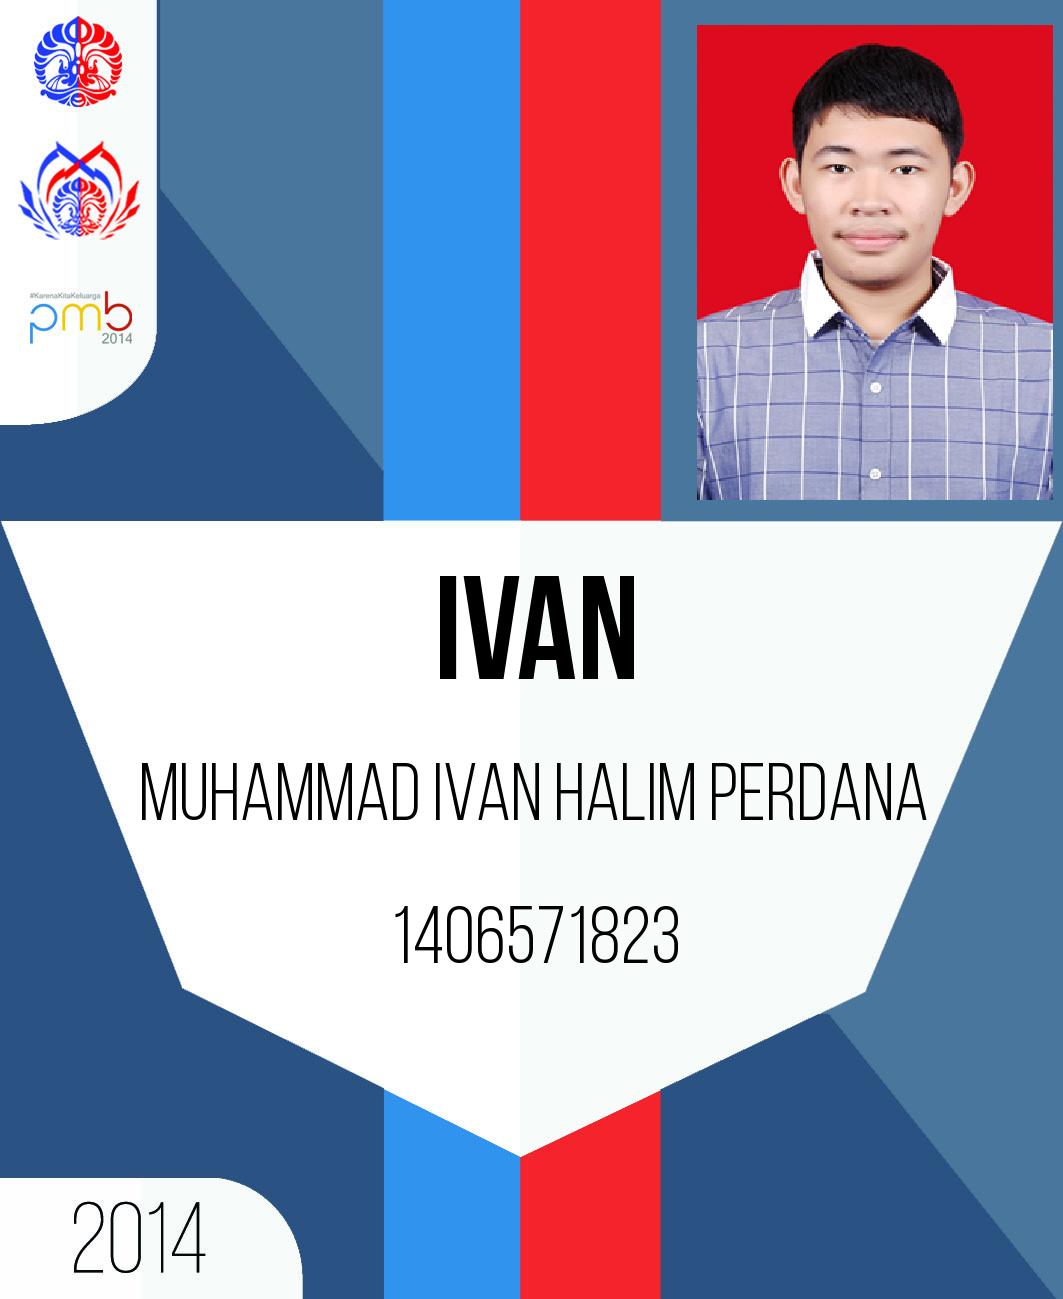 #KarenaKitaKeluarga
pmb
2014
IVAN
MUHAMMAD IVAN HALIM PERDANA
1406571823
2014